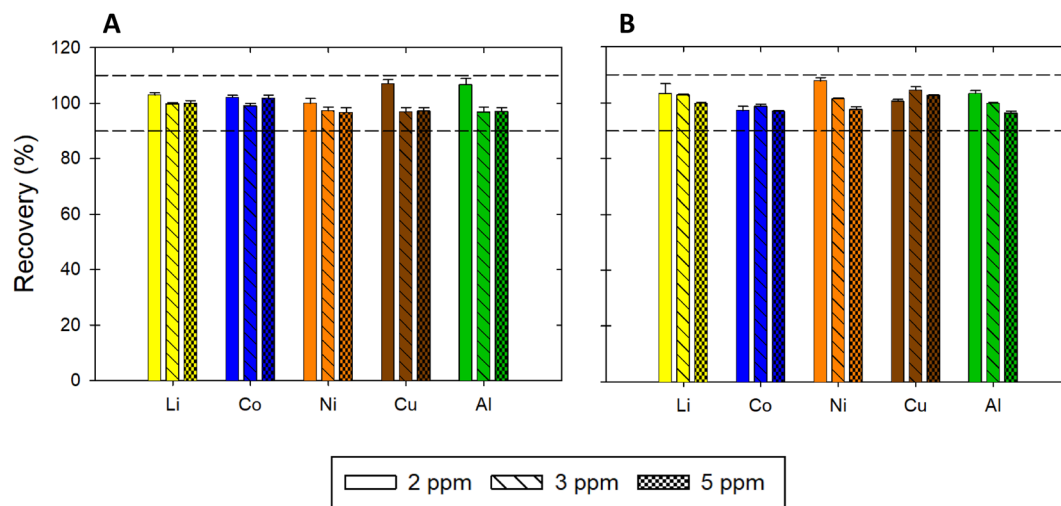 A
B
120
100
80
60
40
20
0
Recovery (%)
Li Co Ni Cu Al
Li Co Ni Cu Al
2 ppm 3 ppm 5 ppm